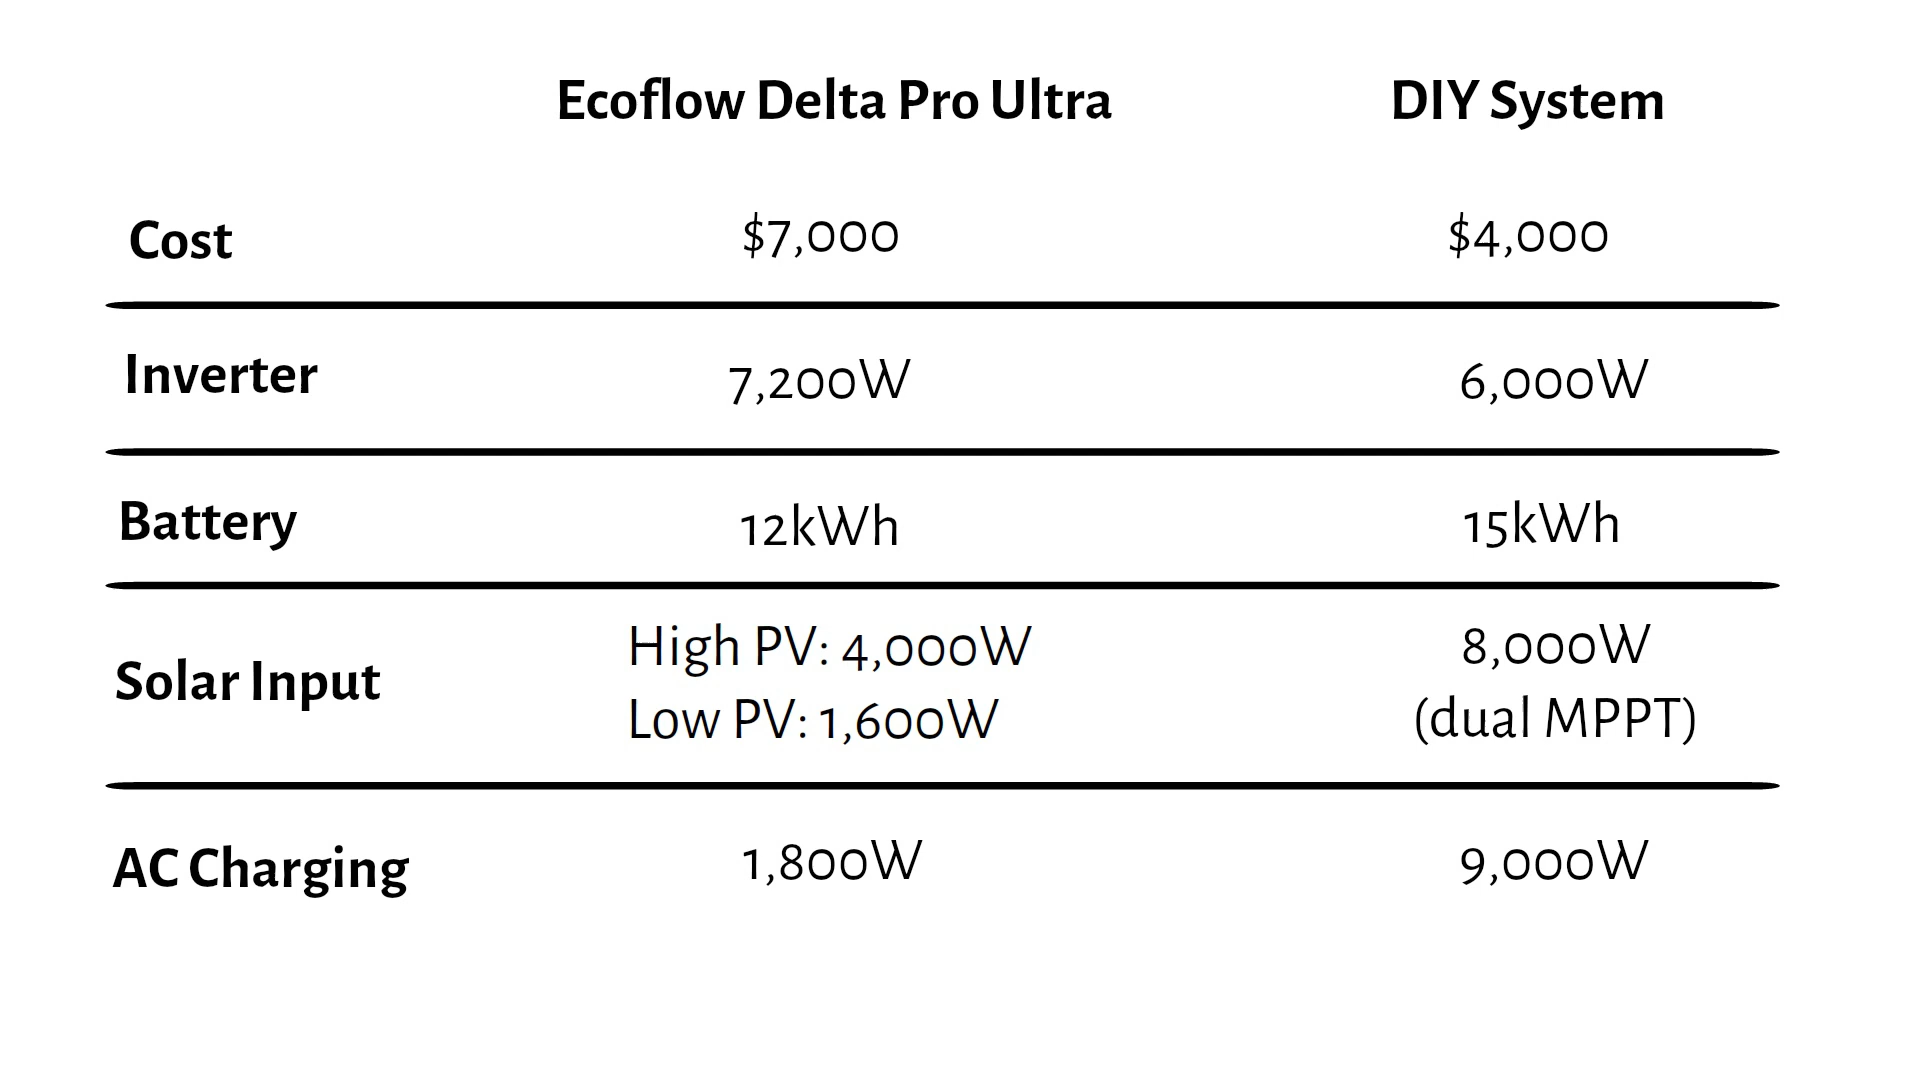 Ecoflow Delta Pro Ultra DIY System
Cost $7,000 $4,000
Inverter 7,200W 6,000W
Battery 12kWh 15kWh
High PV: 4,000W 8,000W
Solar Input
Low PV: 1,600W (dual MPPT)
AC Charging 1,800W 9,000W